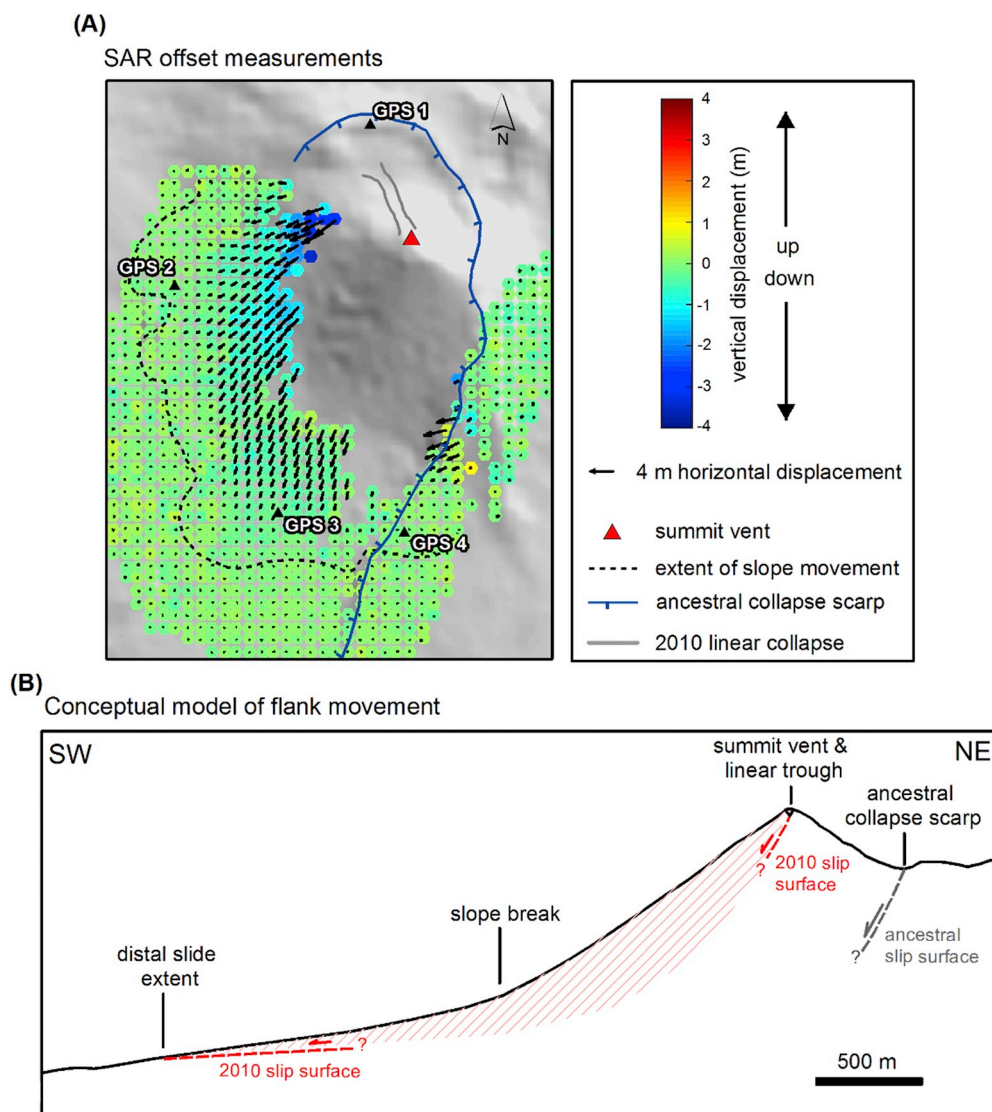 (A)
SAR offset measurements
GPS 1
N
GPS 2
GPS 3
GPS 4
4
3
2
1
0
-1
-2
-3
-4
vertical displacement (m)
up
down
4 m horizontal displacement
summit vent
extent of slope movement
ancestral collapse scarp
2010 linear collapse
(B)
Conceptual model of flank movement
SW
NE
summit vent &
linear trough
ancestral
collapse scarp
?
2010 slip
surface
slope break
ancestral
slip surface
?
distal slide
extent
?
2010 slip surface
500 m